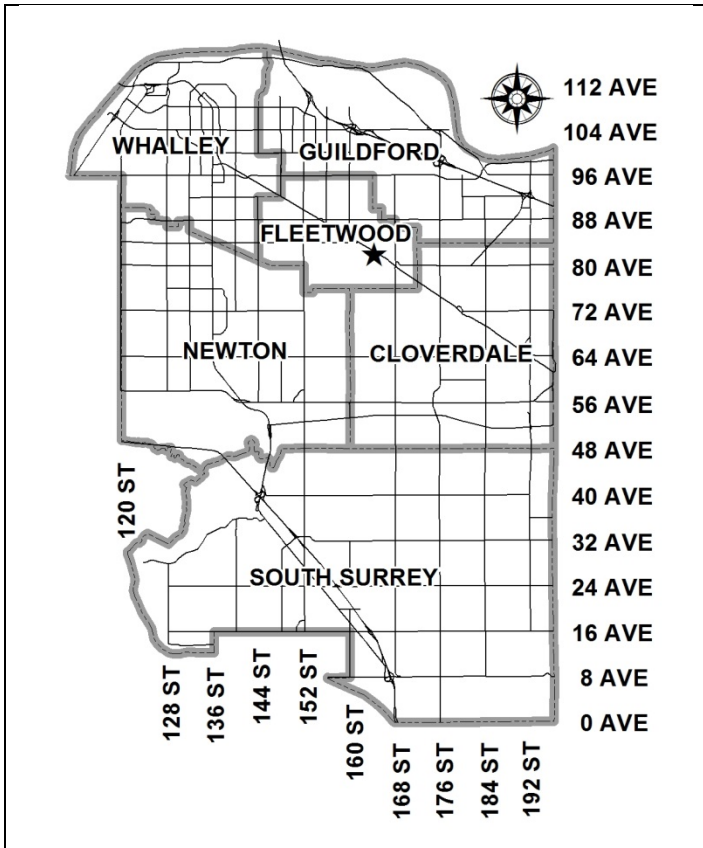 112 AVE
104 AVE
WHALLEY
GUILDFORD
96 AVE
88 AVE
FLEETWOOD
80 AVE
72 AVE
NEWTON
CLOVERDALE
64 AVE
56 AVE
48 AVE
120 ST
40 AVE
32 AVE
SOUTH SURREY
24 AVE
16 AVE
128 ST
136 ST
144 ST
152 ST
160 ST
8 AVE
0 AVE
168 ST
176 ST
184 ST
192 ST